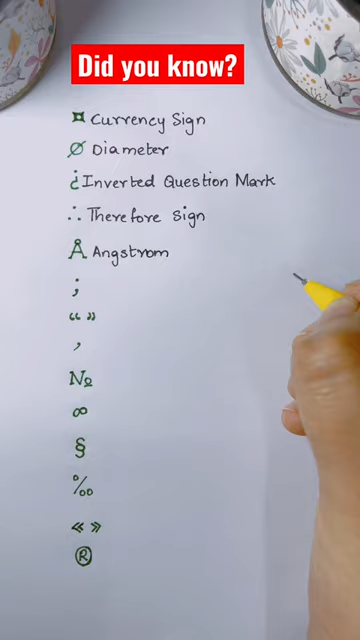 Did you know?
¤ Currency Sign
⌀ Diameter
¿ Inverted Question Mark
∴ Therefore Sign
Å Angstrom
;
“ ”
,
№
∞
§
‰
« »
®